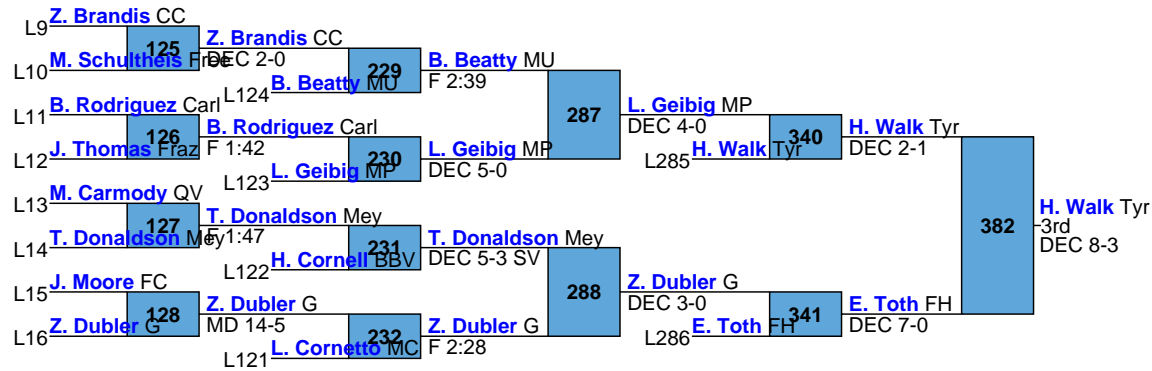 L9 Z. Brandis CC
125
L10 M. Schultheis Free
Z. Brandis CC
DEC 2-0
229
L124 B. Beatty MU
B. Beatty MU
F 2:39
L11 B. Rodriguez Carl
126
L12 J. Thomas Fraz
B. Rodriguez Carl
F 1:42
230
L123 L. Geibig MP
L. Geibig MP
DEC 5-0
287
L. Geibig MP
DEC 4-0
340
L285 H. Walk Tyr
H. Walk Tyr
DEC 2-1
L13 M. Carmody QV
127
L14 T. Donaldson Mey
T. Donaldson Mey
F 1:47
231
L122 H. Cornell BBV
T. Donaldson Mey
DEC 5-3 SV
L15 J. Moore FC
128
L16 Z. Dubler G
Z. Dubler G
MD 14-5
232
L121 L. Cornetto MC
Z. Dubler G
F 2:28
288
Z. Dubler G
DEC 3-0
341
L286 E. Toth FH
E. Toth FH
DEC 7-0
382
H. Walk Tyr
3rd
DEC 8-3